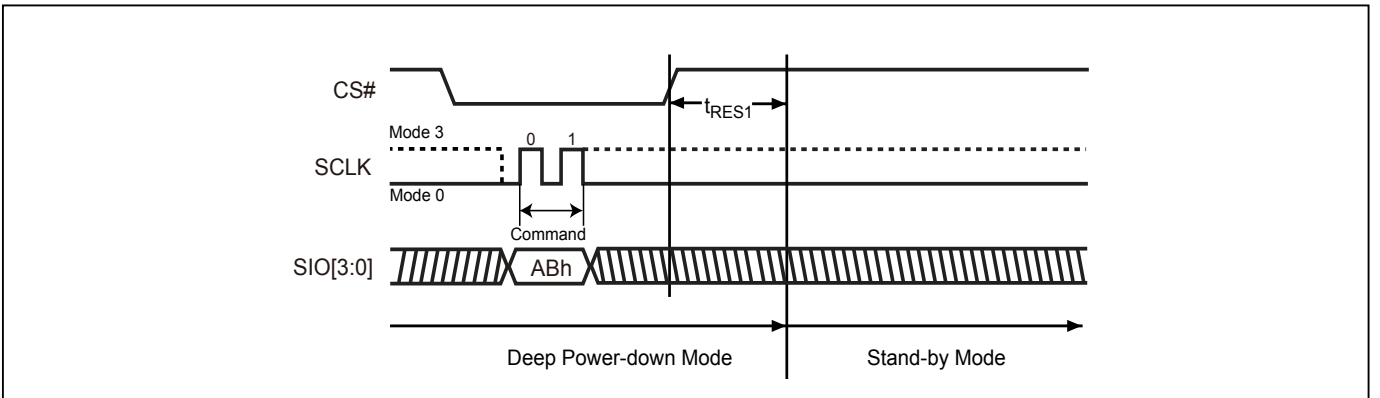 CS#
tRES1
Mode 3
0 1
SCLK
Mode 0
Command
SIO[3:0]
ABh
Deep Power-down Mode
Stand-by Mode